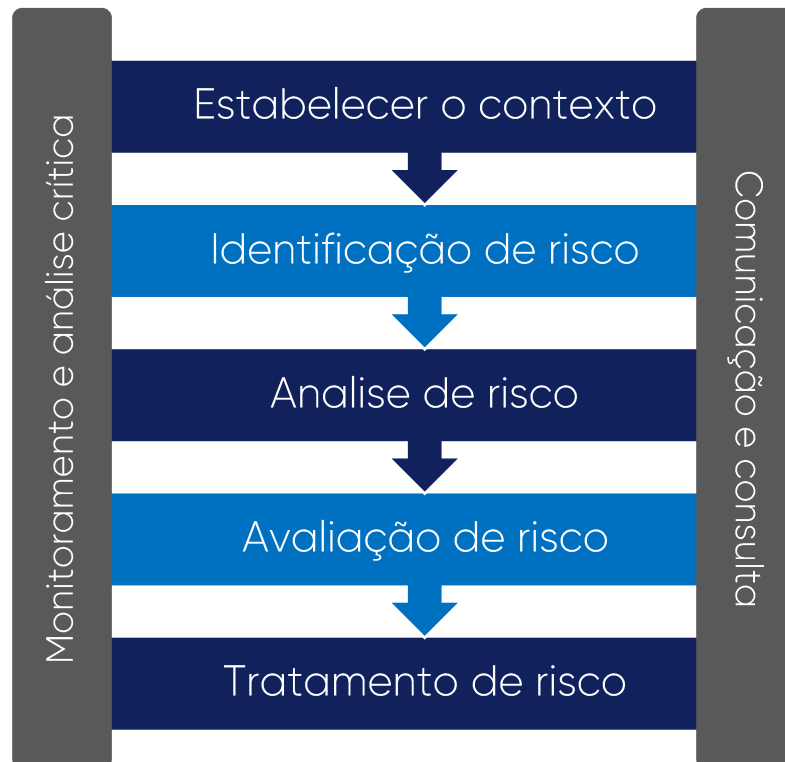 Monitoramento e análise crítica
Estabelecer o contexto
Identificação de risco
Analise de risco
Avaliação de risco
Tratamento de risco
Comunicação e consulta